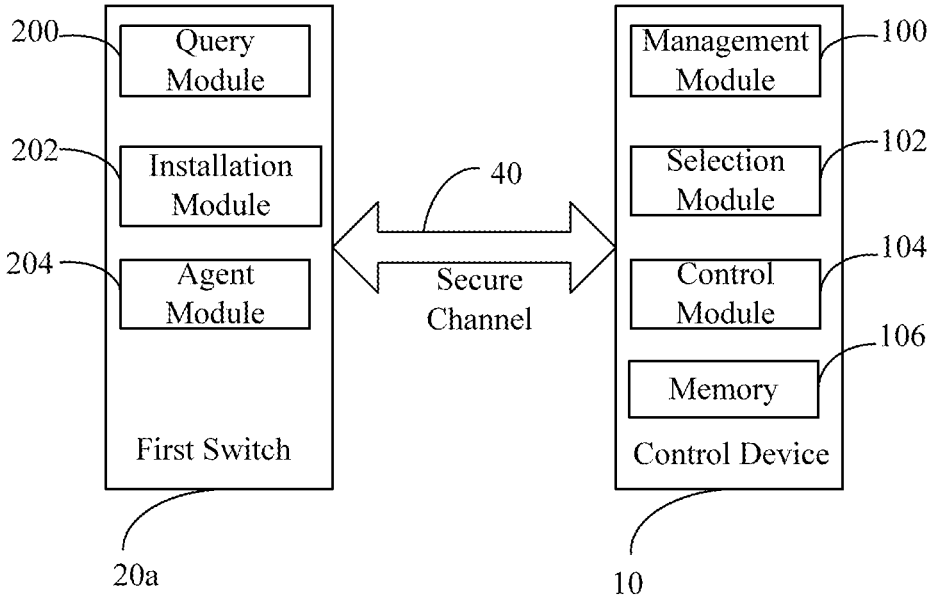 200
Query
Module
202
Installation
Module
204
Agent
Module
First Switch
20a
40
Secure
Channel
Management
Module
100
Selection
Module
102
Control
Module
104
106
Memory
Control Device
10